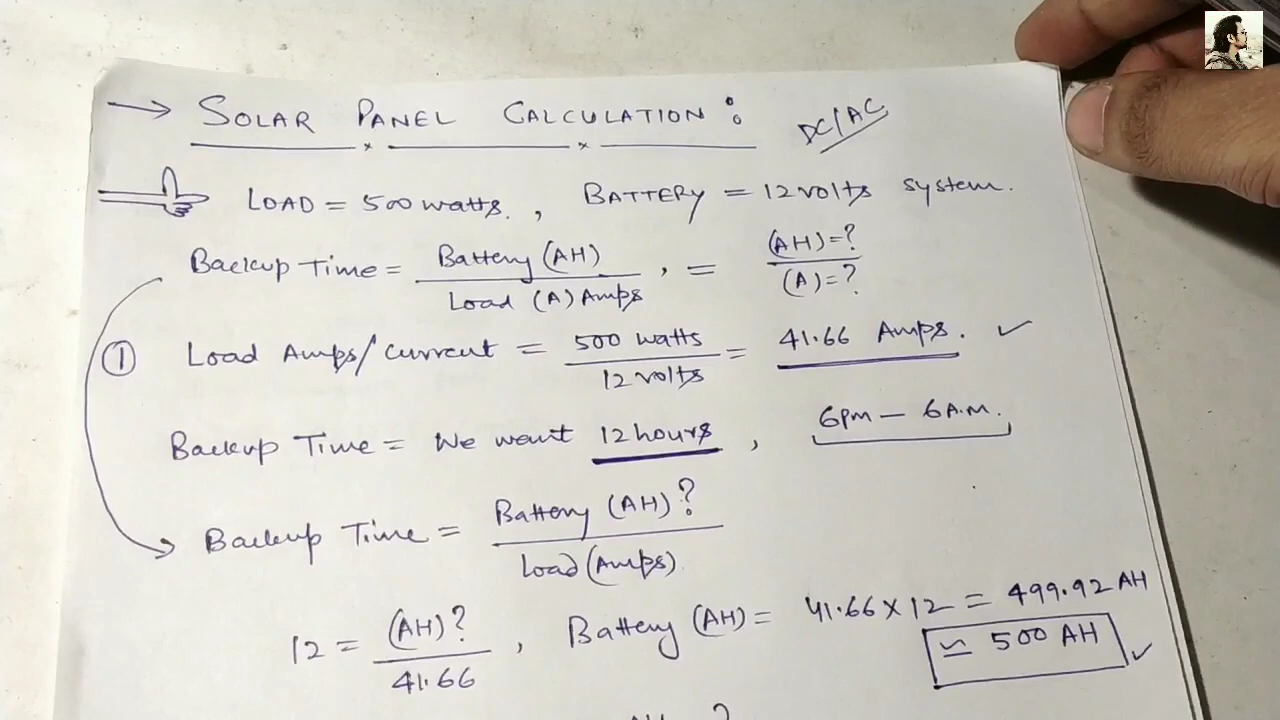 → SOLAR PANEL CALCULATION: DC/AC
LOAD = 500 watts, BATTERY = 12 volts system.
Backup Time = Battery (AH) / Load (A) Amps, = (AH)=? / (A)=?
① Load Amps/current = 500 watts / 12 volts = 41.66 Amps. ✓
Backup Time = We want 12 hours, 6pm — 6A.M.
Backup Time = Battery (AH)? / Load (Amps)
12 = (AH)? / 41.66, Battery (AH) = 41.66 × 12 = 499.92 AH
≃ 500 AH ✓